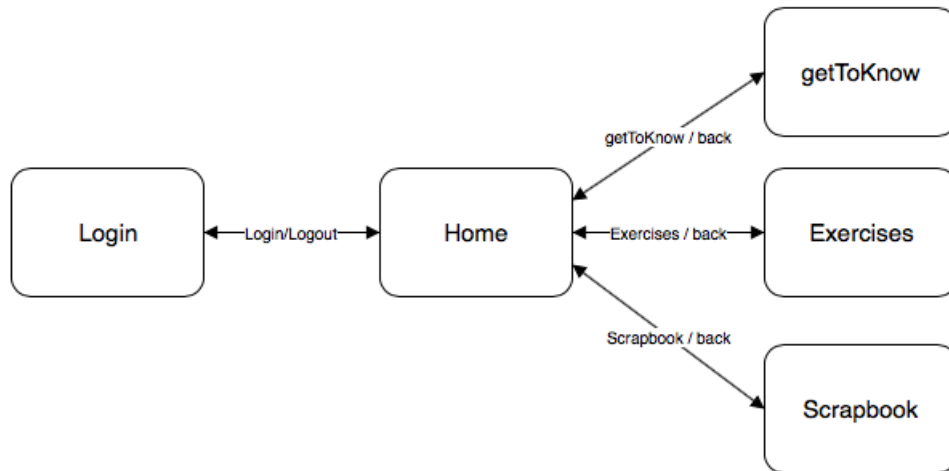 getToKnow
getToKnow / back
Login
Login/Logout
Home
Exercises / back
Exercises
Scrapbook / back
Scrapbook